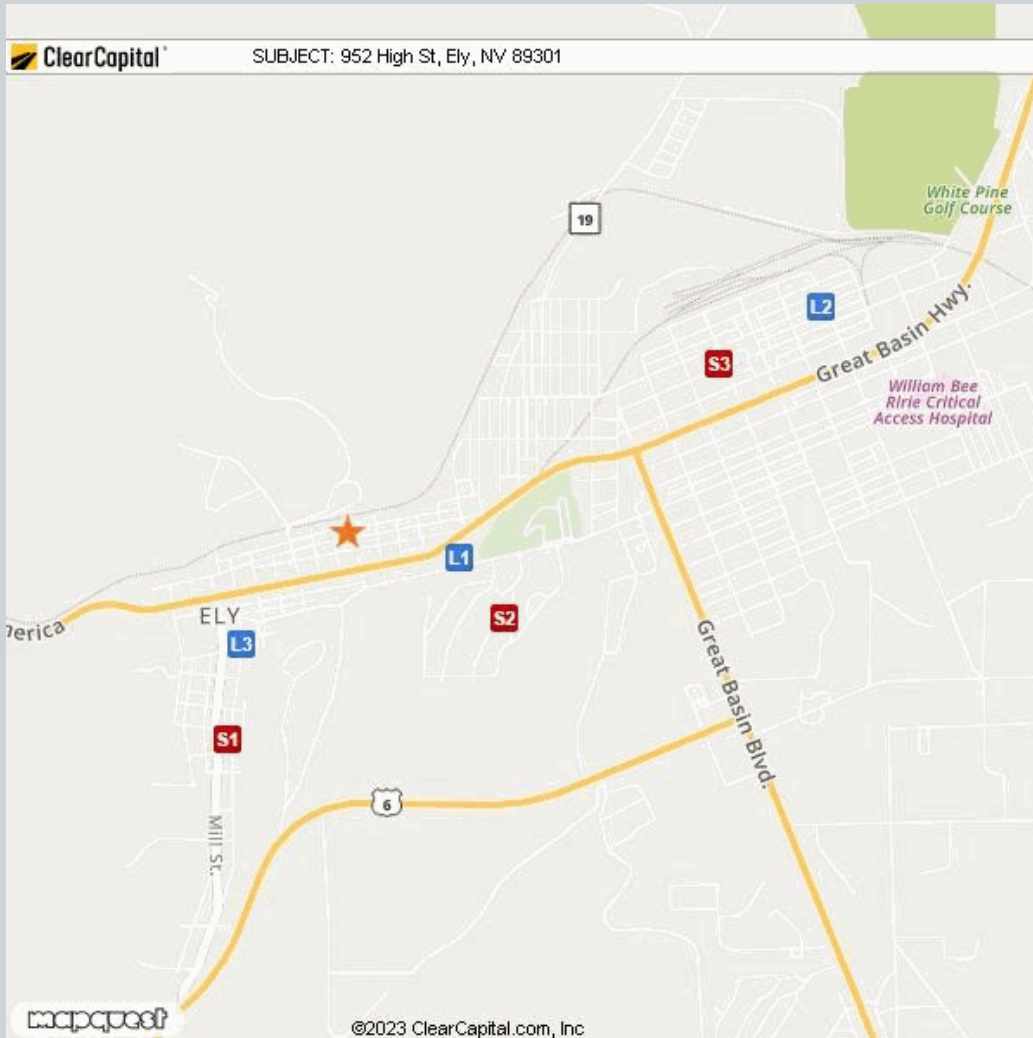 ClearCapital
SUBJECT: 952 High St, Ely, NV 89301
White Pine
Golf Course
19
L2
Great Basin Hwy.
S3
William Bee
Ririe Critical
Access Hospital
L1
ELY
S2
nerica
L3
Great Basin Blvd.
S1
6
Mill St.
mapquest
©2023 ClearCapital.com, Inc